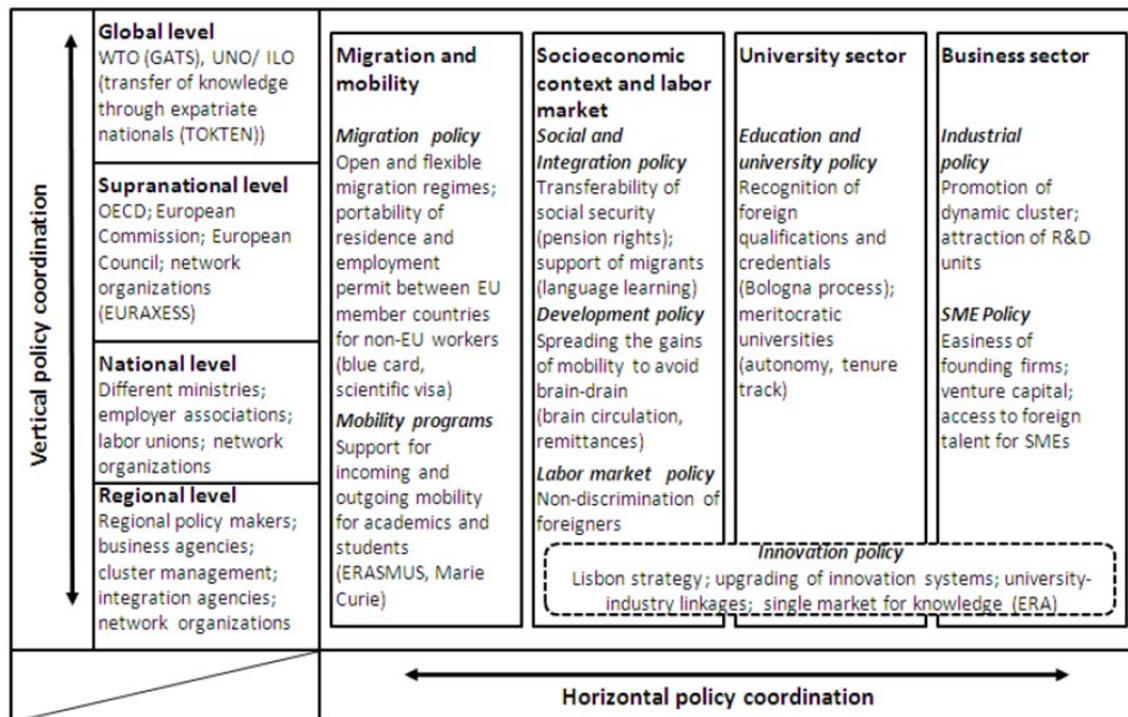 Vertical policy coordination
Global level
WTO (GATS), UNO/ ILO
(transfer of knowledge
through expatriate
nationals (TOKTEN))
Supranational level
OECD; European
Commission; European
Council; network
organizations
(EURAXESS)
National level
Different ministries;
employer associations;
labor unions; network
organizations
Regional level
Regional policy makers;
business agencies;
cluster management;
integration agencies;
network organizations
Migration and
mobility
Migration policy
Open and flexible
migration regimes;
portability of
residence and
employment
permit between EU
member countries
for non-EU workers
(blue card,
scientific visa)
Mobility programs
Support for
incoming and
outgoing mobility
for academics and
students
(ERASMUS, Marie
Curie)
Socioeconomic
context and labor
market
Social and
Integration policy
Transferability of
social security
(pension rights);
support of migrants
(language learning)
Development policy
Spreading the gains
of mobility to avoid
brain-drain
(brain circulation,
remittances)
Labor market policy
Non-discrimination of
foreigners
University sector
Education and
university policy
Recognition of
foreign
qualifications and
credentials
(Bologna process);
meritocratic
universities
(autonomy, tenure
track)
Business sector
Industrial
policy
Promotion of
dynamic cluster;
attraction of R&D
units
SME Policy
Easiness of
founding firms;
venture capital;
access to foreign
talent for SMEs
Innovation policy
Lisbon strategy; upgrading of innovation systems; university-
industry linkages; single market for knowledge (ERA)
Horizontal policy coordination